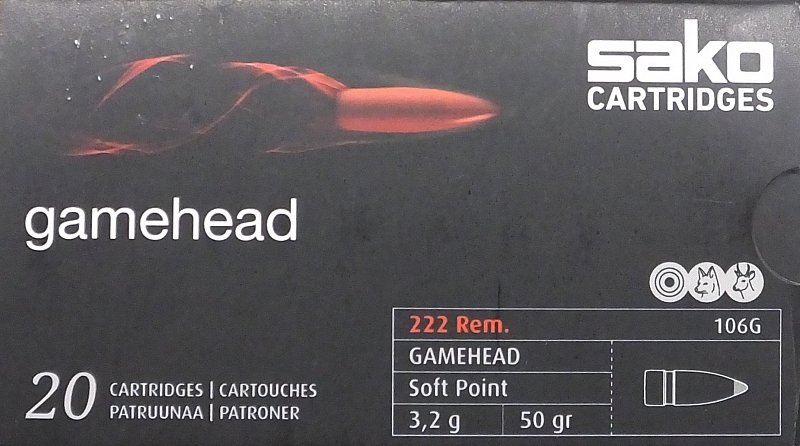 sako
CARTRIDGES
gamehead
222 Rem. 106G
GAMEHEAD
Soft Point
3,2 g 50 gr
20 CARTRIDGES | CARTOUCHES
PATRUUNAA | PATRONER